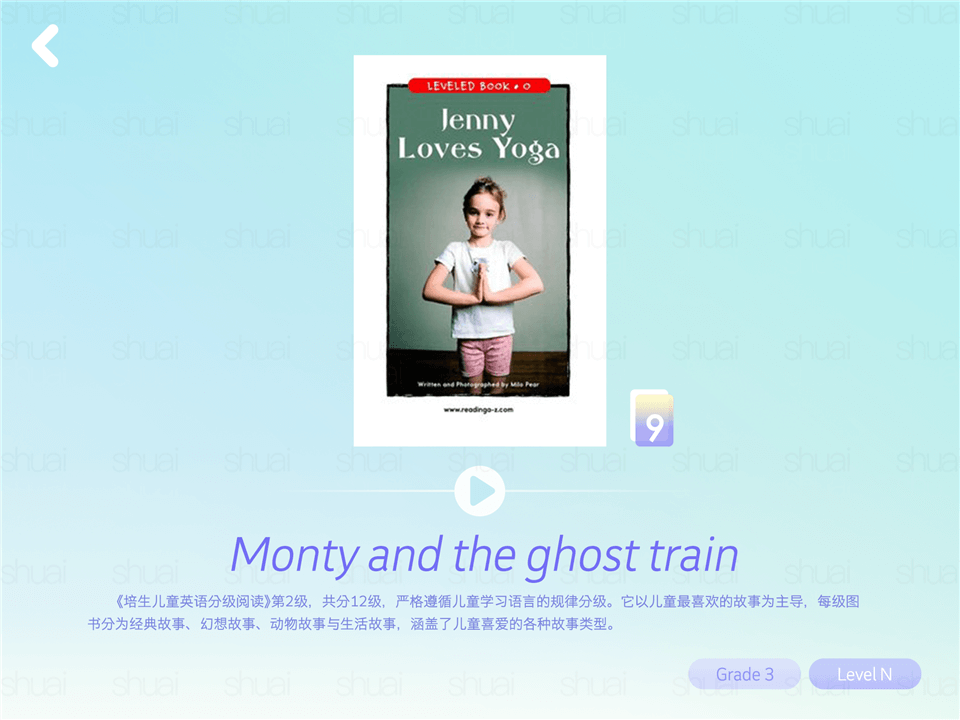 LEVELED BOOK • O
Jenny
Loves Yoga
Written and Photographed by Mila Pear
www.readinga-z.com
9
Monty and the ghost train
《培生儿童英语分级阅读》第2级，共分12级，严格遵循儿童学习语言的规律分级。它以儿童最喜欢的故事为主导，每级图
书分为经典故事、幻想故事、动物故事与生活故事，涵盖了儿童喜爱的各种故事类型。
Grade 3
Level N
shuai